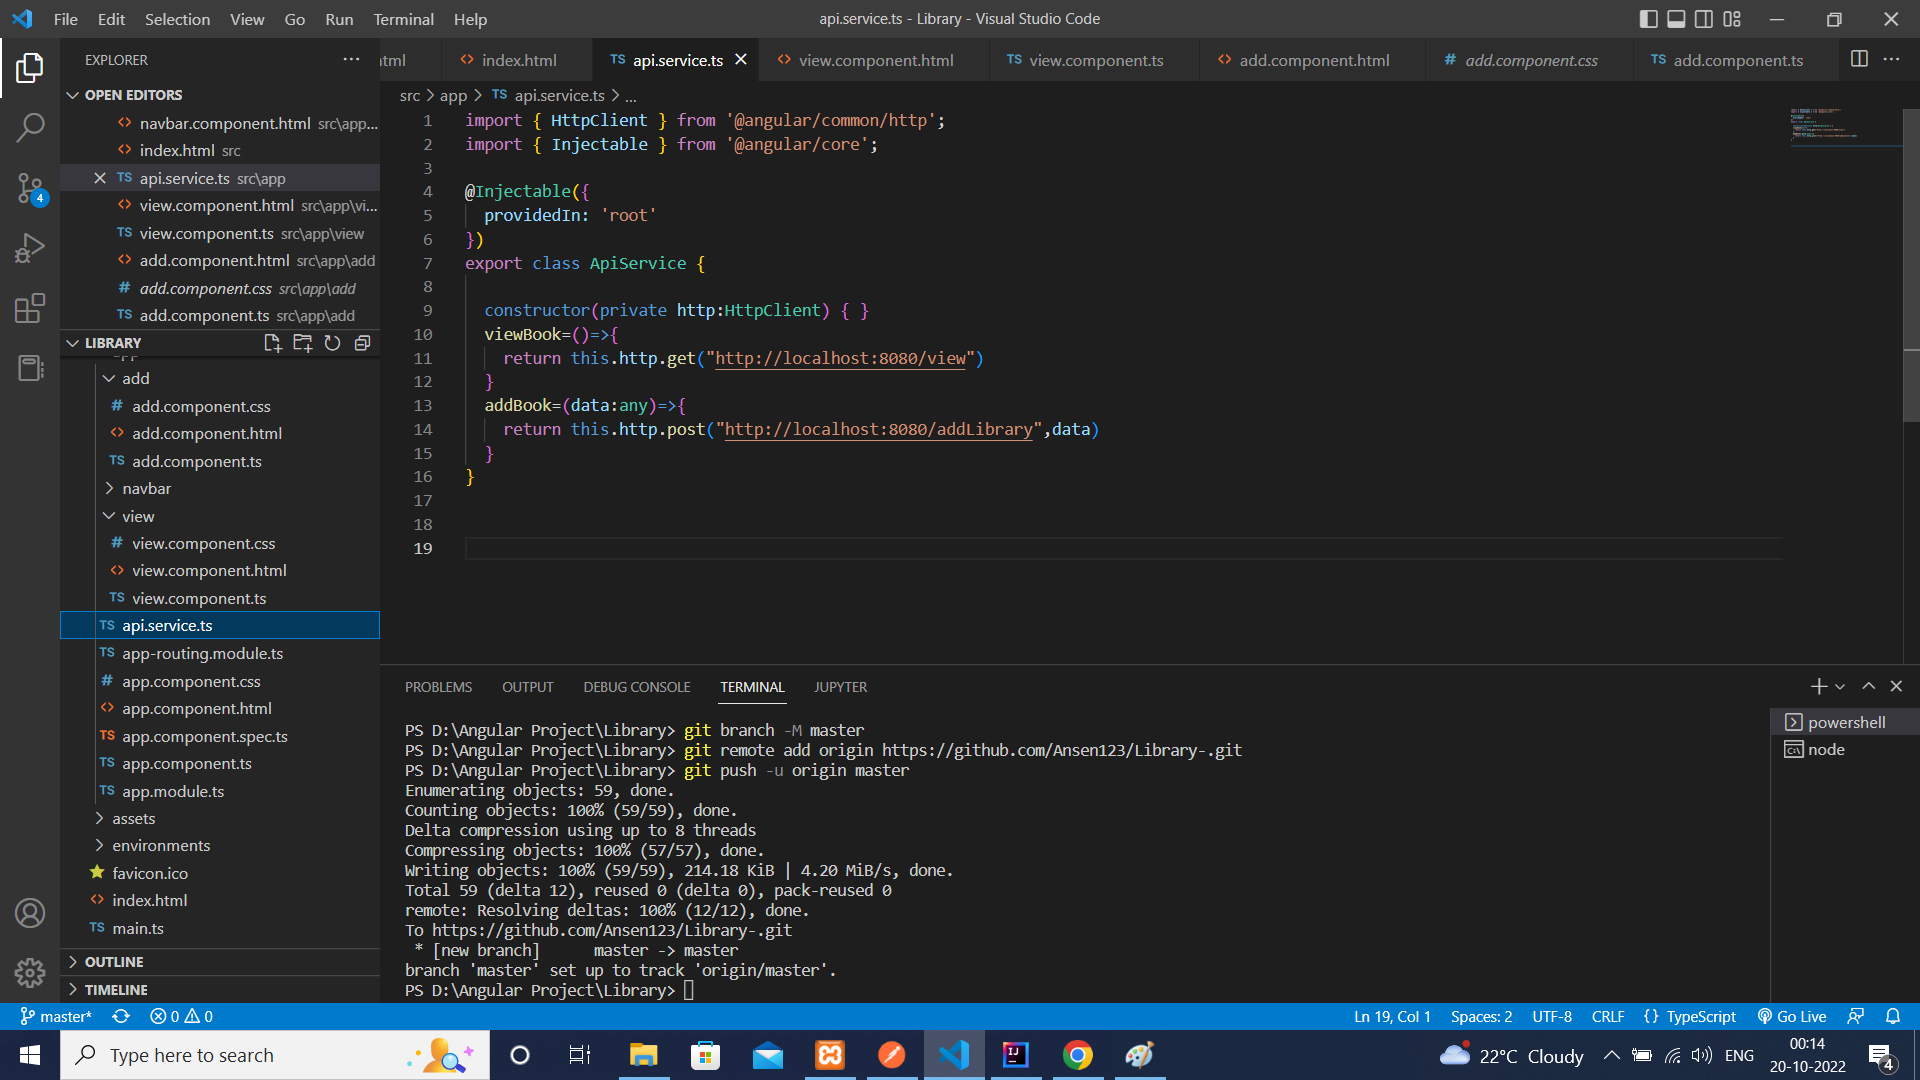 File Edit Selection View Go Run Terminal Help
api.service.ts - Library - Visual Studio Code
EXPLORER
OPEN EDITORS
navbar.component.html src\app...
index.html src
TS api.service.ts src\app
view.component.html src\app\vi...
TS view.component.ts src\app\view
add.component.html src\app\add
# add.component.css src\app\add
TS add.component.ts src\app\add
LIBRARY
add
# add.component.css
add.component.html
TS add.component.ts
navbar
view
# view.component.css
view.component.html
TS view.component.ts
TS api.service.ts
TS app-routing.module.ts
# app.component.css
app.component.html
TS app.component.spec.ts
TS app.component.ts
TS app.module.ts
assets
environments
favicon.ico
index.html
TS main.ts
OUTLINE
TIMELINE
4
html
index.html
TS api.service.ts
view.component.html
TS view.component.ts
add.component.html
# add.component.css
TS add.component.ts
src > app > TS api.service.ts > ...
1 import { HttpClient } from '@angular/common/http';
2 import { Injectable } from '@angular/core';
3
4 @Injectable({
5 providedIn: 'root'
6 })
7 export class ApiService {
8
9 constructor(private http:HttpClient) { }
10 viewBook=()=>{
11 return this.http.get("http://localhost:8080/view")
12 }
13 addBook=(data:any)=>{
14 return this.http.post("http://localhost:8080/addLibrary",data)
15 }
16 }
17
18
19
PROBLEMS OUTPUT DEBUG CONSOLE TERMINAL JUPYTER
PS D:\Angular Project\Library> git branch -M master
PS D:\Angular Project\Library> git remote add origin https://github.com/Ansen123/Library-.git
PS D:\Angular Project\Library> git push -u origin master
Enumerating objects: 59, done.
Counting objects: 100% (59/59), done.
Delta compression using up to 8 threads
Compressing objects: 100% (57/57), done.
Writing objects: 100% (59/59), 214.18 KiB | 4.20 MiB/s, done.
Total 59 (delta 12), reused 0 (delta 0), pack-reused 0
remote: Resolving deltas: 100% (12/12), done.
To https://github.com/Ansen123/Library-.git
* [new branch] master -> master
branch 'master' set up to track 'origin/master'.
PS D:\Angular Project\Library>
powershell
node
master* 0 0
Ln 19, Col 1 Spaces: 2 UTF-8 CRLF { } TypeScript Go Live
Type here to search
22°C Cloudy
ENG
00:14
20-10-2022
4